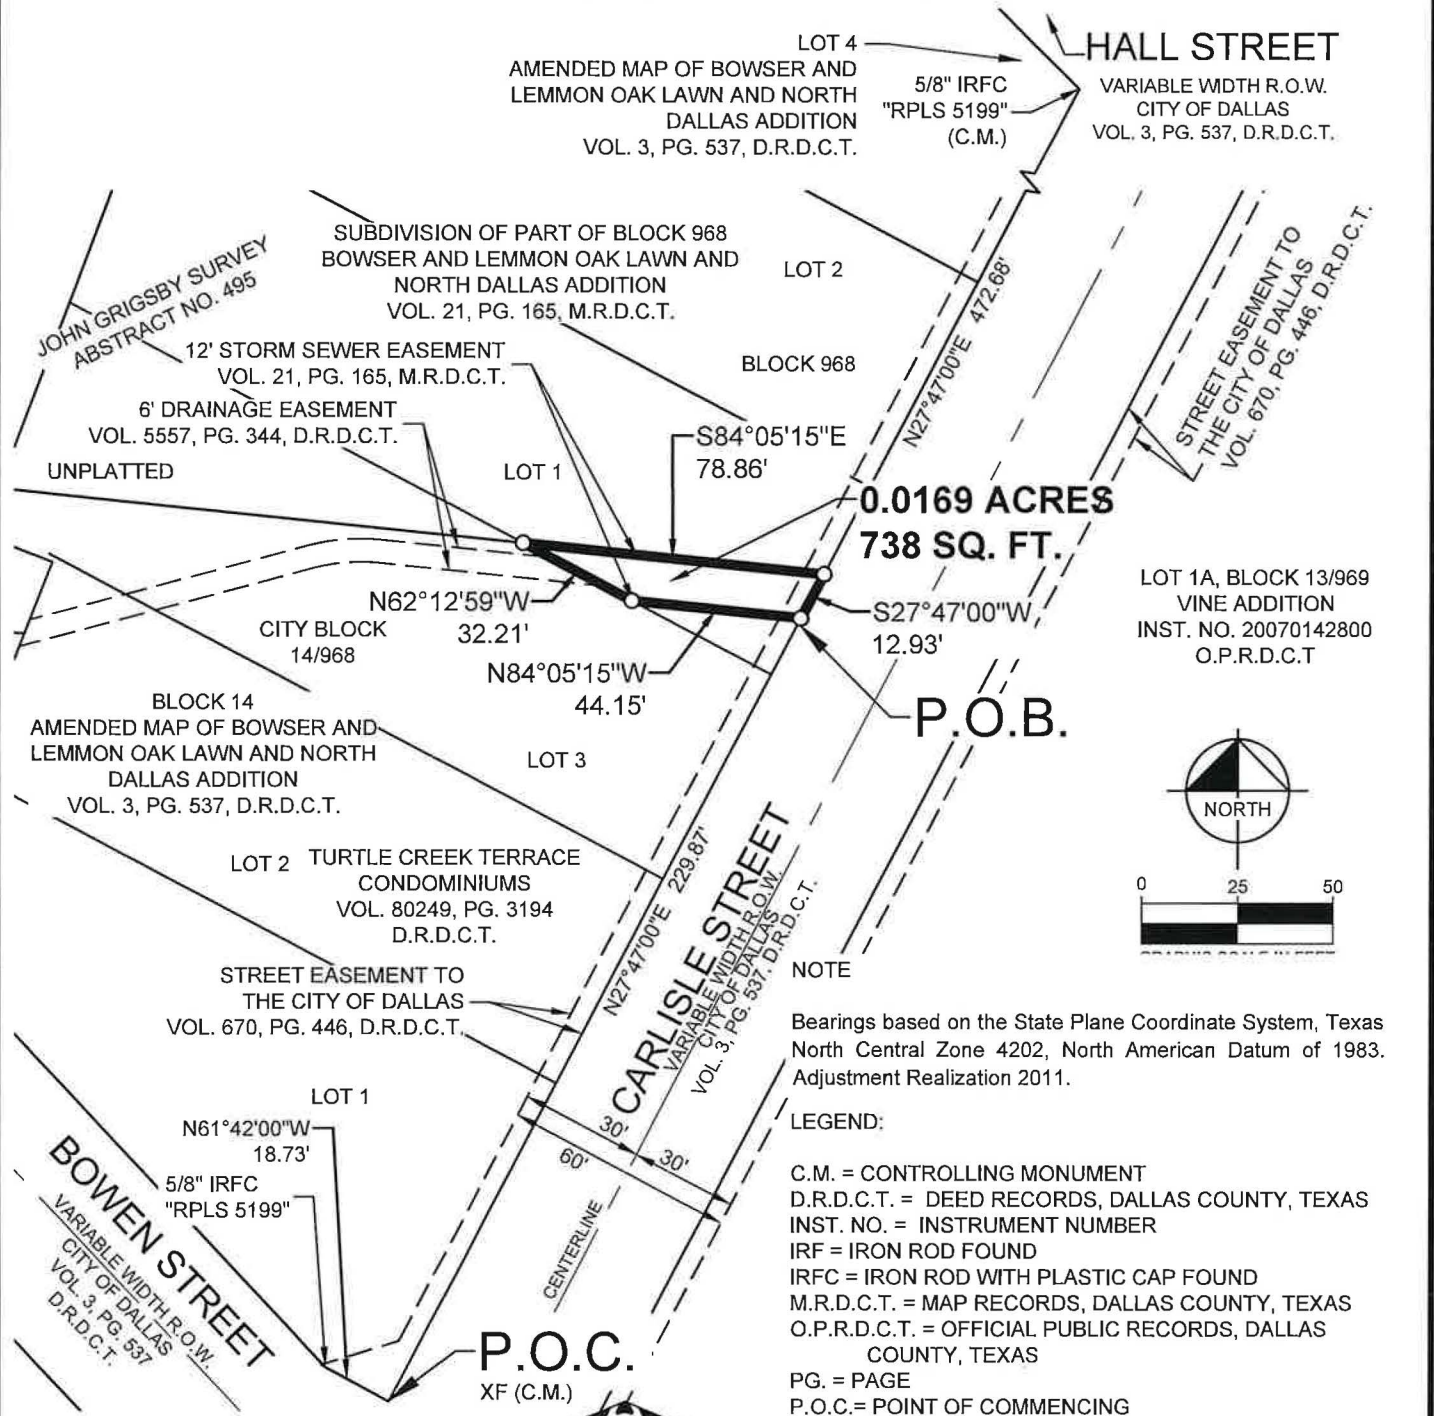 LOT 4
AMENDED MAP OF BOWSER AND
LEMMON OAK LAWN AND NORTH
DALLAS ADDITION
VOL. 3, PG. 537, D.R.D.C.T.
5/8" IRFC
"RPLS 5199"
(C.M.)
HALL STREET
VARIABLE WIDTH R.O.W.
CITY OF DALLAS
VOL. 3, PG. 537, D.R.D.C.T.
JOHN GRIGSBY SURVEY
ABSTRACT NO. 495
SUBDIVISION OF PART OF BLOCK 968
BOWSER AND LEMMON OAK LAWN AND
NORTH DALLAS ADDITION
VOL. 21, PG. 165, M.R.D.C.T.
LOT 2
N27°47'00"E 472.68'
STREET EASEMENT TO
THE CITY OF DALLAS
VOL. 670, PG. 446, D.R.D.C.T.
12' STORM SEWER EASEMENT
VOL. 21, PG. 165, M.R.D.C.T.
BLOCK 968
6' DRAINAGE EASEMENT
VOL. 5557, PG. 344, D.R.D.C.T.
S84°05'15"E
78.86'
UNPLATTED
LOT 1
0.0169 ACRES
738 SQ. FT.
N62°12'59"W
32.21'
S27°47'00"W
12.93'
LOT 1A, BLOCK 13/969
VINE ADDITION
INST. NO. 20070142800
O.P.R.D.C.T
CITY BLOCK
14/968
N84°05'15"W
44.15'
P.O.B.
BLOCK 14
AMENDED MAP OF BOWSER AND
LEMMON OAK LAWN AND NORTH
DALLAS ADDITION
VOL. 3, PG. 537, D.R.D.C.T.
LOT 3
NORTH
0 25 50
LOT 2
TURTLE CREEK TERRACE
CONDOMINIUMS
VOL. 80249, PG. 3194
D.R.D.C.T.
N27°47'00"E 229.87'
CARLISLE STREET
VARIABLE WIDTH R.O.W.
CITY OF DALLAS
VOL. 3, PG. 537, D.R.D.C.T.
GRAPHIC SCALE IN FEET
STREET EASEMENT TO
THE CITY OF DALLAS
VOL. 670, PG. 446, D.R.D.C.T.
NOTE
Bearings based on the State Plane Coordinate System, Texas
North Central Zone 4202, North American Datum of 1983.
Adjustment Realization 2011.
LOT 1
N61°42'00"W
18.73'
5/8" IRFC
"RPLS 5199"
30'
30'
60'
CENTERLINE
BOWEN STREET
VARIABLE WIDTH R.O.W.
CITY OF DALLAS
VOL. 3, PG. 537
D.R.D.C.T.
P.O.C.
XF (C.M.)
LEGEND:
C.M. = CONTROLLING MONUMENT
D.R.D.C.T. = DEED RECORDS, DALLAS COUNTY, TEXAS
INST. NO. = INSTRUMENT NUMBER
IRF = IRON ROD FOUND
IRFC = IRON ROD WITH PLASTIC CAP FOUND
M.R.D.C.T. = MAP RECORDS, DALLAS COUNTY, TEXAS
O.P.R.D.C.T. = OFFICIAL PUBLIC RECORDS, DALLAS
COUNTY, TEXAS
PG. = PAGE
P.O.C.= POINT OF COMMENCING